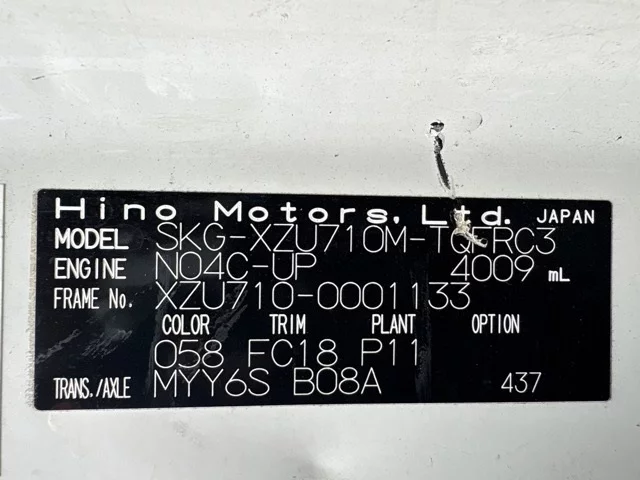 Hino Motors, Ltd. JAPAN
MODEL SKG-XZU710M-TQFRC3
ENGINE N04C-UP 4009 mL
FRAME No. XZU710-0001133
COLOR TRIM PLANT OPTION
058 FC18 P11
TRANS./AXLE MYY6S B08A 437